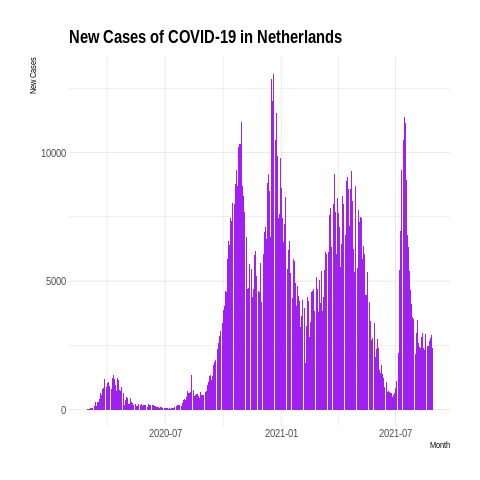 New Cases of COVID-19 in Netherlands
New Cases
10000
5000
0
2020-07
2021-01
2021-07
Month